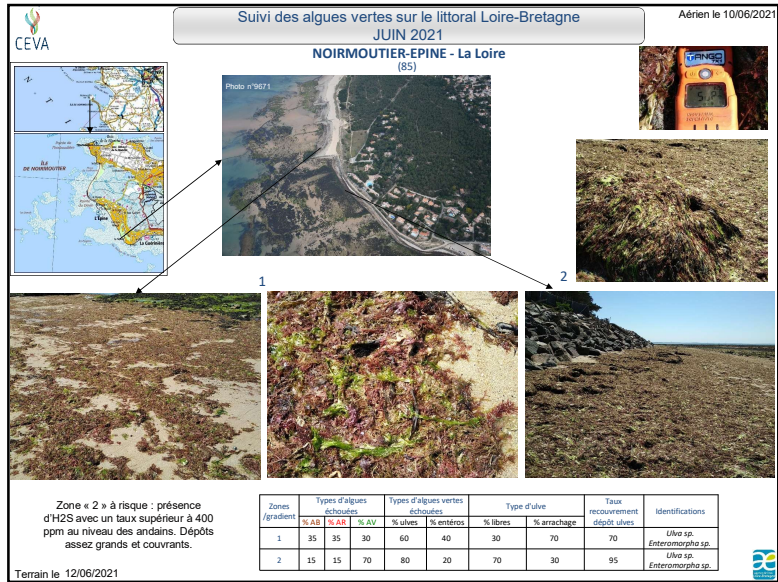 CEVA
Suivi des algues vertes sur le littoral Loire-Bretagne
JUIN 2021
Aérien le 10/06/2021
NOIRMOUTIER-EPINE - La Loire
(85)
Photo n°9671
TANGO
ÎLE
DE NOIRMOUTIER
L'Épine
la Guérinière
1
2
Zone « 2 » à risque : présence
d'H2S avec un taux supérieur à 400
ppm au niveau des andains. Dépôts
assez grands et couvrants.
Terrain le 12/06/2021
Zones /gradient | Types d'algues échouées | Types d'algues vertes échouées | Type d'ulve | Taux recouvrement dépôt ulves | Identifications
% AB | % AR | % AV | % ulves | % entéros | % libres | % arrachage
1 | 35 | 35 | 30 | 60 | 40 | 30 | 70 | 70 | Ulva sp. Enteromorpha sp.
2 | 15 | 15 | 70 | 80 | 20 | 70 | 30 | 95 | Ulva sp. Enteromorpha sp.